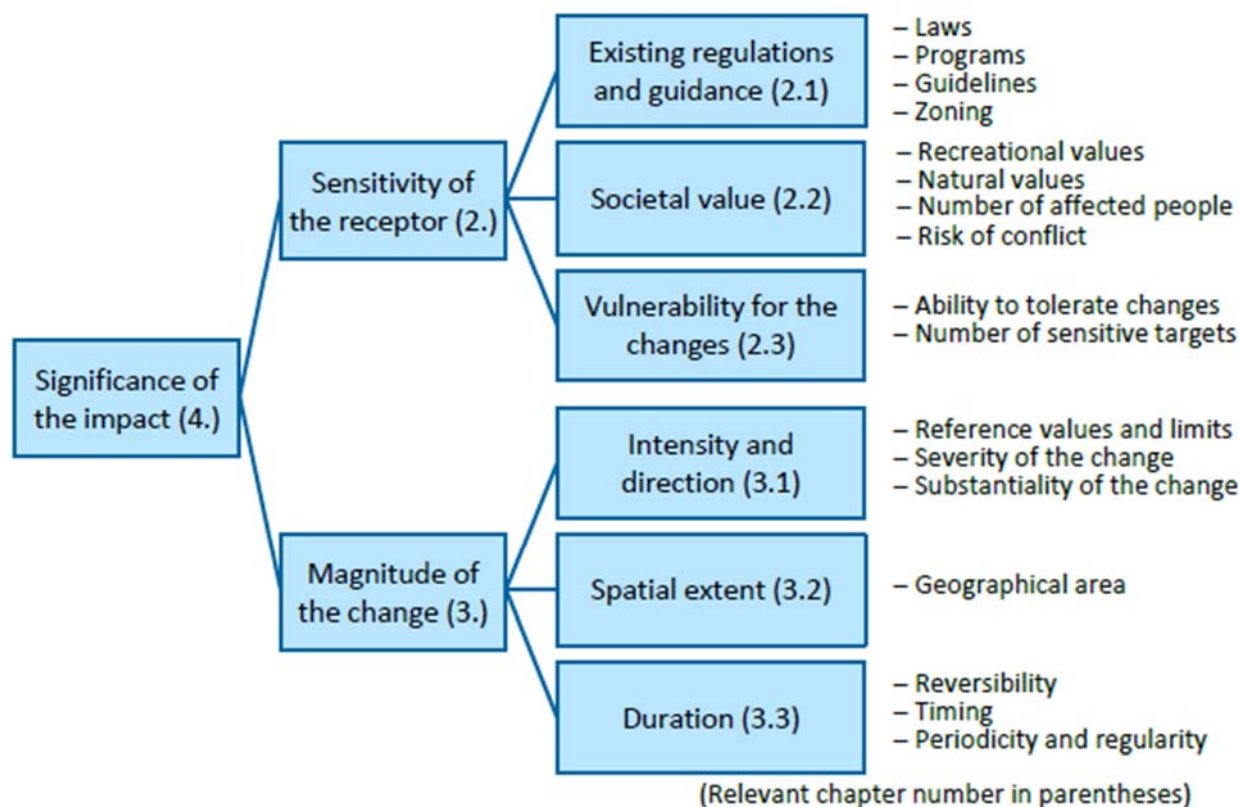 Significance of
the impact (4.)
Sensitivity of
the receptor (2.)
Existing regulations
and guidance (2.1)
– Laws
– Programs
– Guidelines
– Zoning
Societal value (2.2)
– Recreational values
– Natural values
– Number of affected people
– Risk of conflict
Vulnerability for the
changes (2.3)
– Ability to tolerate changes
– Number of sensitive targets
Magnitude of
the change (3.)
Intensity and
direction (3.1)
– Reference values and limits
– Severity of the change
– Substantiality of the change
Spatial extent (3.2)
– Geographical area
Duration (3.3)
– Reversibility
– Timing
– Periodicity and regularity
(Relevant chapter number in parentheses)